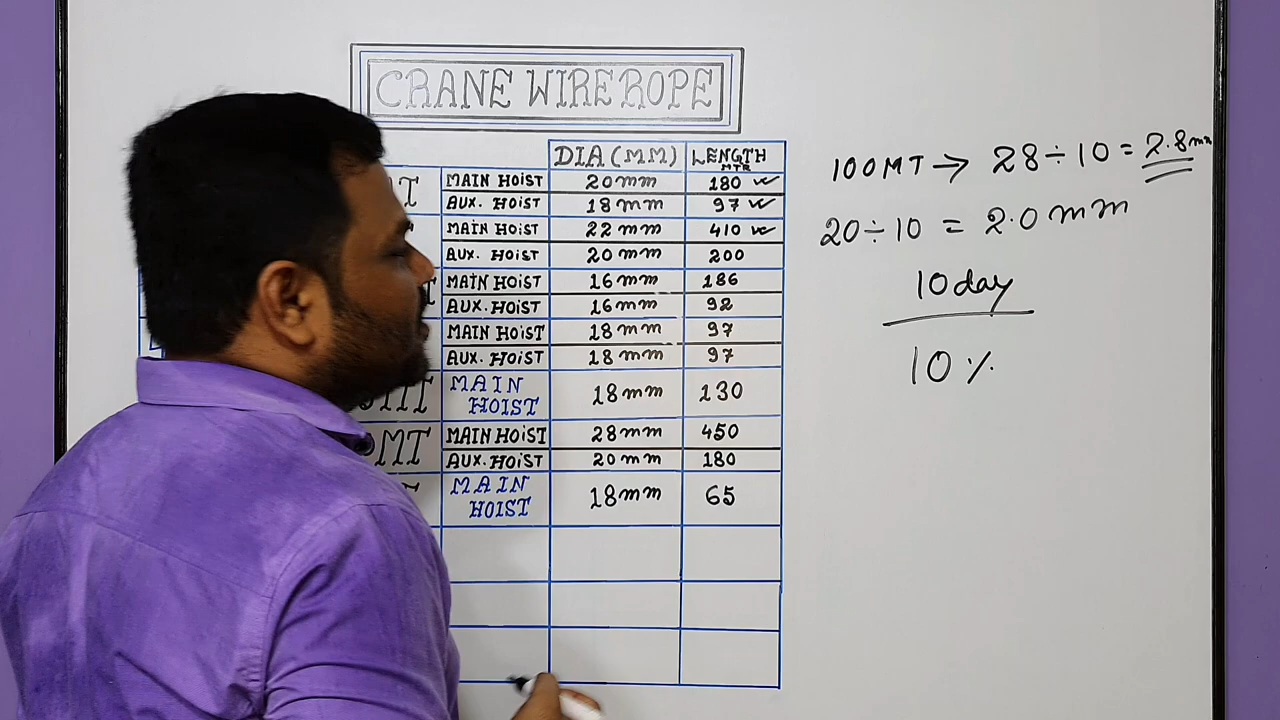 CRANE WIRE ROPE
DIA (MM) LENGTH MTR
MAIN HOIST 20mm 180 ✓
AUX. HOIST 18mm 97 ✓
MAIN HOIST 22mm 410 ✓
AUX. HOIST 20mm 200
MAIN HOIST 16mm 186
AUX. HOIST 16mm 92
MAIN HOIST 18mm 97
AUX. HOIST 18mm 97
MAIN HOIST 18mm 130
MAIN HOIST 28mm 450
AUX. HOIST 20mm 180
MAIN HOIST 18mm 65
100MT → 28 ÷ 10 = 2.8mm
20 ÷ 10 = 2.0mm
10 day
10 %